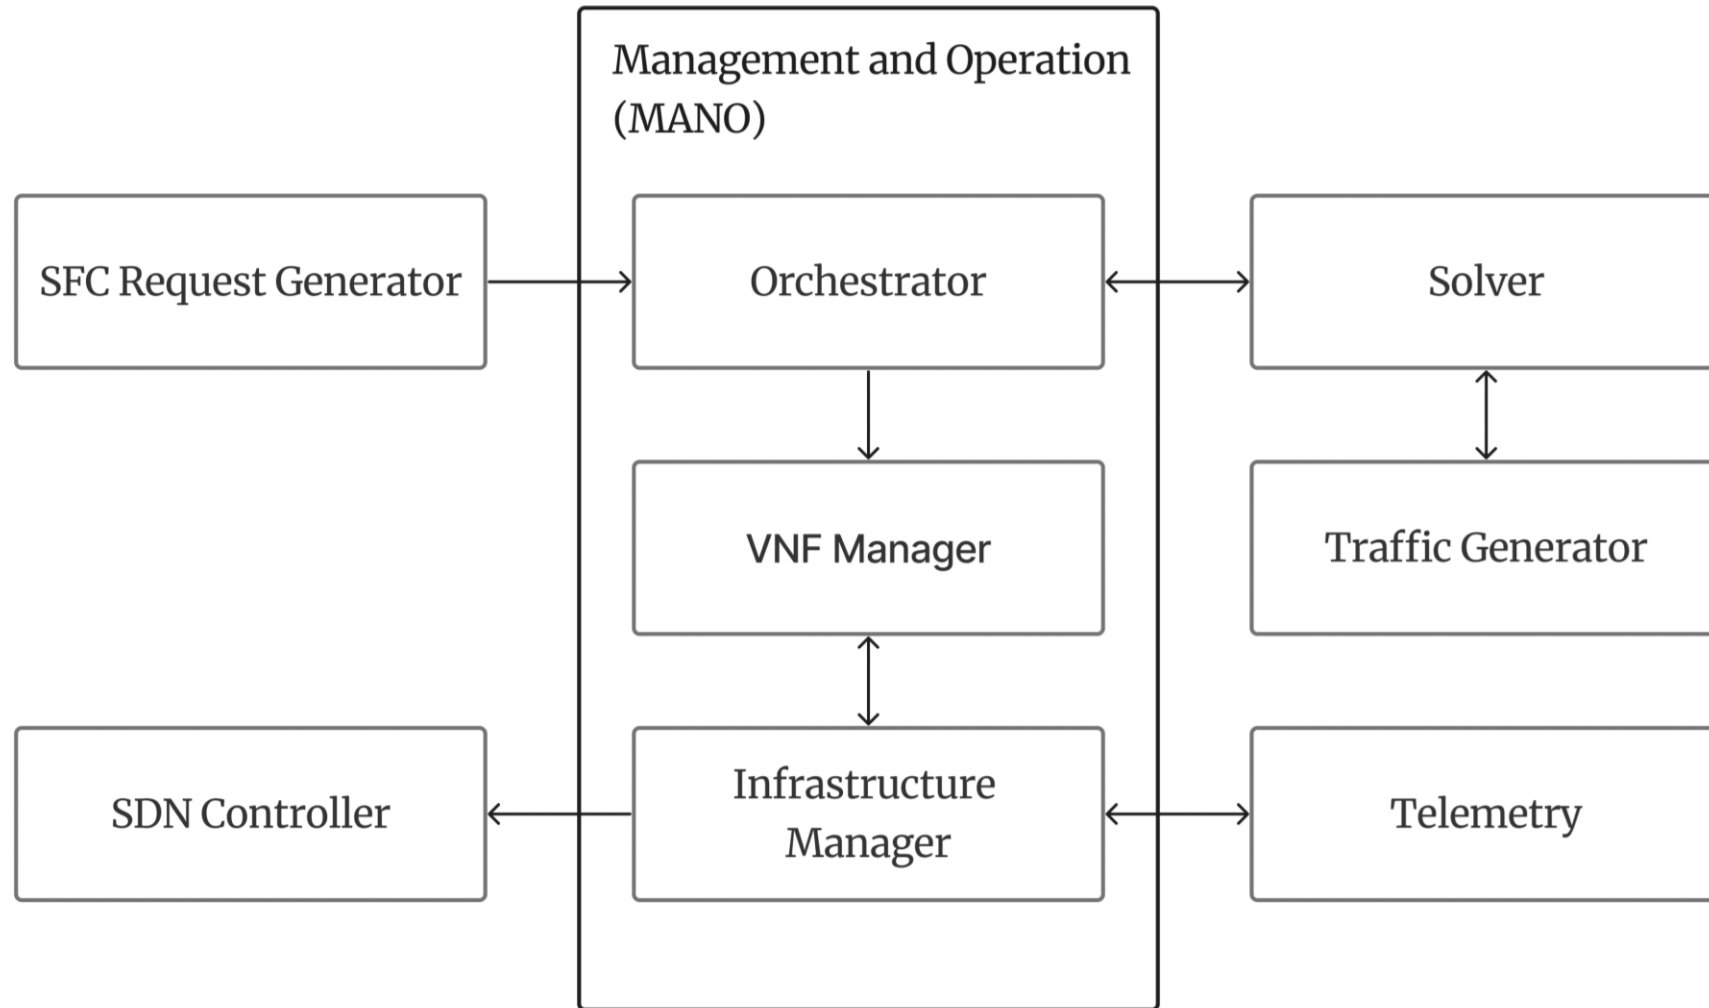 Management and Operation
(MANO)
SFC Request Generator
Orchestrator
Solver
VNF Manager
Traffic Generator
SDN Controller
Infrastructure
Manager
Telemetry